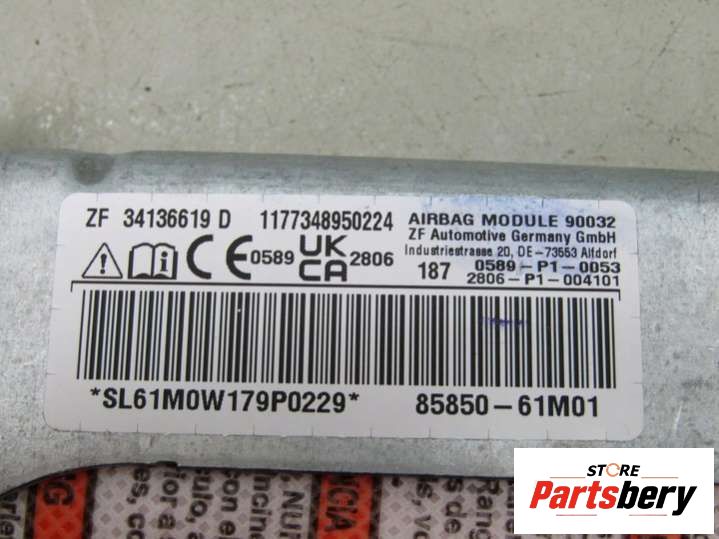 ZF 34136619 D 1177348950224 AIRBAG MODULE 90032
ZF Automotive Germany GmbH
Industriestrasse 20, DE-73553 Alfdorf
CE 0589 UK CA 2806 187 0589-P1-0053
2806-P1-004101
*SL61M0W179P0229* 85850-61M01
STORE
Partsbery